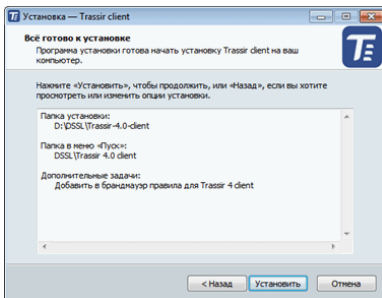 Установка — Trassir client
Всё готово к установке
Программа установки готова начать установку Trassir client на ваш
компьютер.
Нажмите «Установить», чтобы продолжить, или «Назад», если вы хотите
просмотреть или изменить опции установки.
Папка установки:
D:\DSSL\Trassir-4.0-client
Папка в меню «Пуск»:
DSSL\Trassir 4.0 client
Дополнительные задачи:
Добавить в брандмауэр правила для Trassir 4 client
< Назад
Установить
Отмена